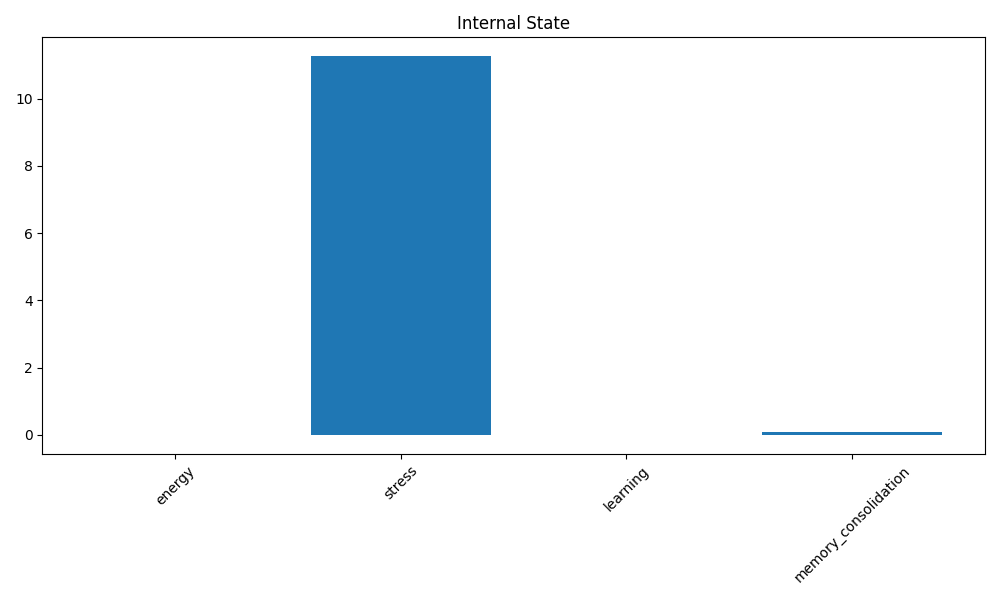 Internal State
10
8
6
4
2
0
energy
stress
learning
memory_consolidation